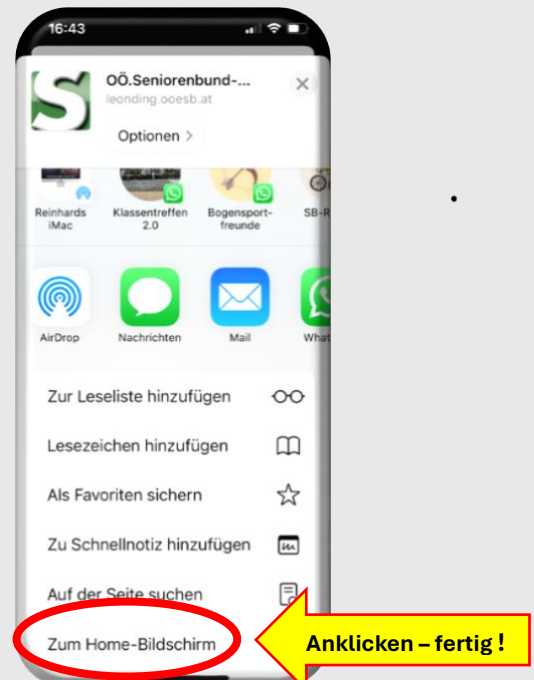 16:43
S
OÖ.Seniorenbund-...
leonding.ooesb.at
Optionen >
Reinhards
iMac
Klassentreffen
2.0
Bogensport-
freunde
SB-R
AirDrop
Nachrichten
Mail
What
Zur Leseliste hinzufügen
Lesezeichen hinzufügen
Als Favoriten sichern
Zu Schnellnotiz hinzufügen
Auf der Seite suchen
Zum Home-Bildschirm
Anklicken – fertig !
.